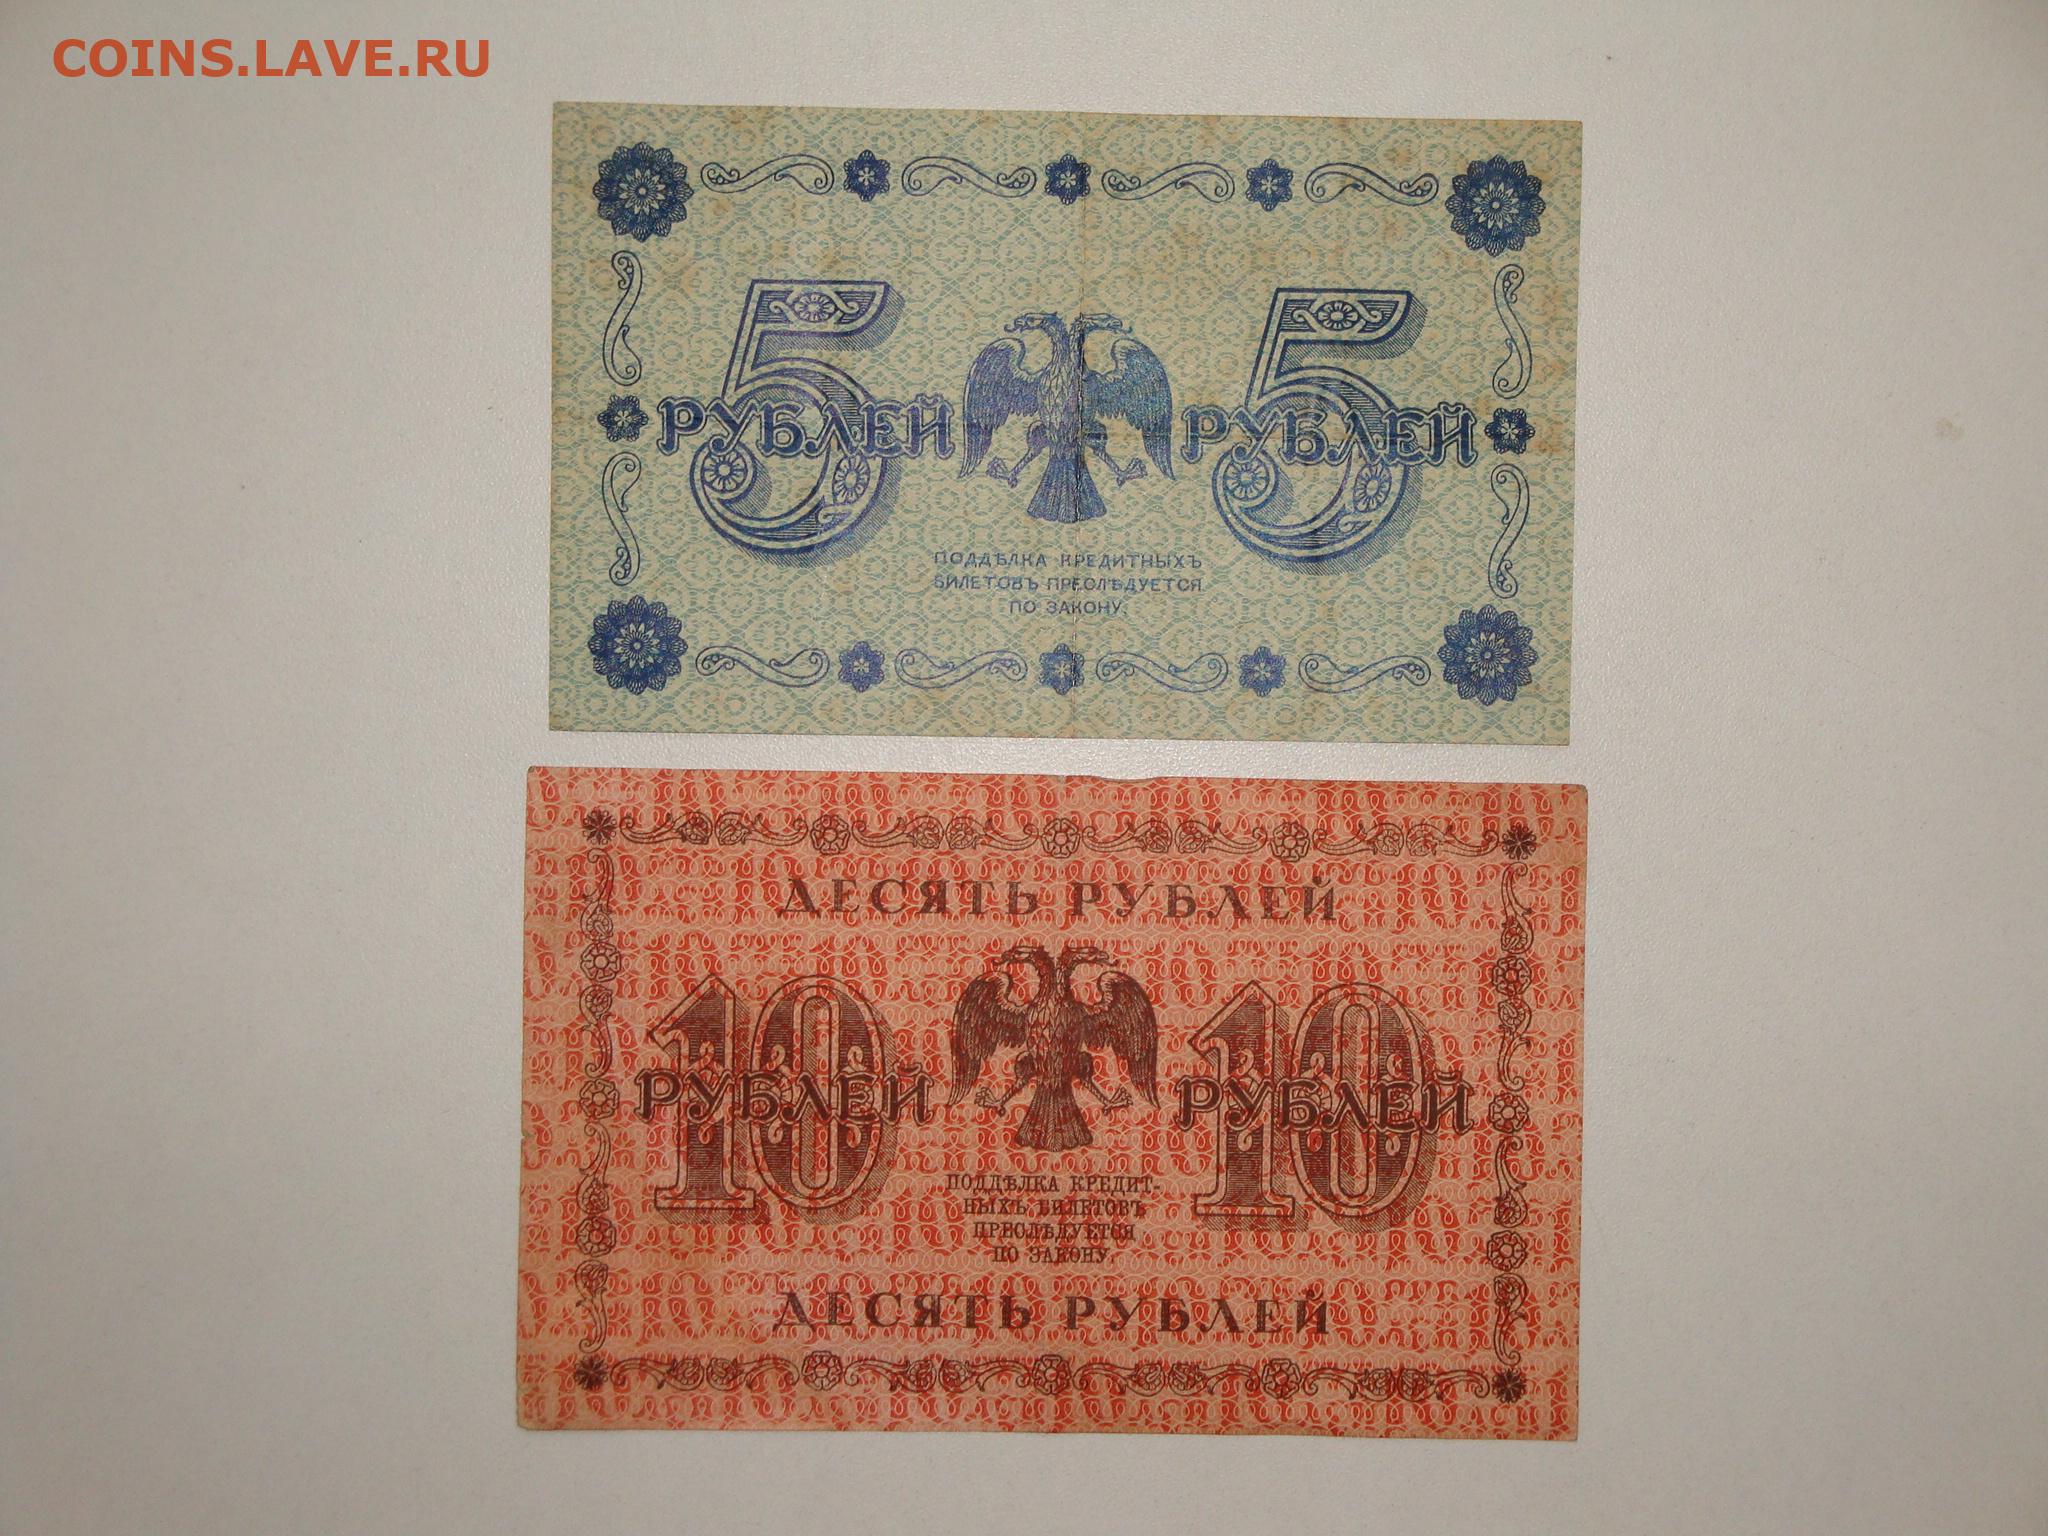 COINS.LAVE.RU
5 5
РУБЛЕЙ РУБЛЕЙ
ПОДДѢЛКА КРЕДИТНЫХЪ
БИЛЕТОВЪ ПРЕСЛѢДУЕТСЯ
ПО ЗАКОНУ.
ДЕСЯТЬ РУБЛЕЙ
10 10
РУБЛЕЙ РУБЛЕЙ
ПОДДѢЛКА КРЕДИТ-
НЫХЪ БИЛЕТОВЪ
ПРЕСЛѢДУЕТСЯ
ПО ЗАКОНУ.
ДЕСЯТЬ РУБЛЕЙ